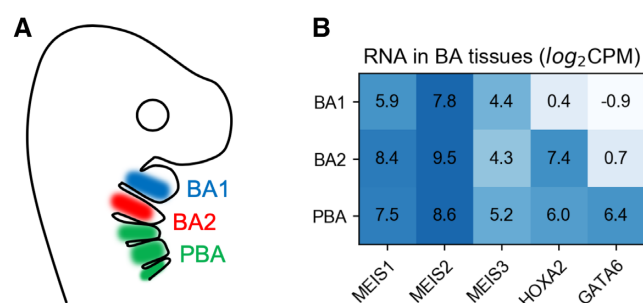 A
BA1
BA2
PBA
B
RNA in BA tissues (log₂CPM)
BA1 5.9 7.8 4.4 0.4 -0.9
BA2 8.4 9.5 4.3 7.4 0.7
PBA 7.5 8.6 5.2 6.0 6.4
MEIS1 MEIS2 MEIS3 HOXA2 GATA6